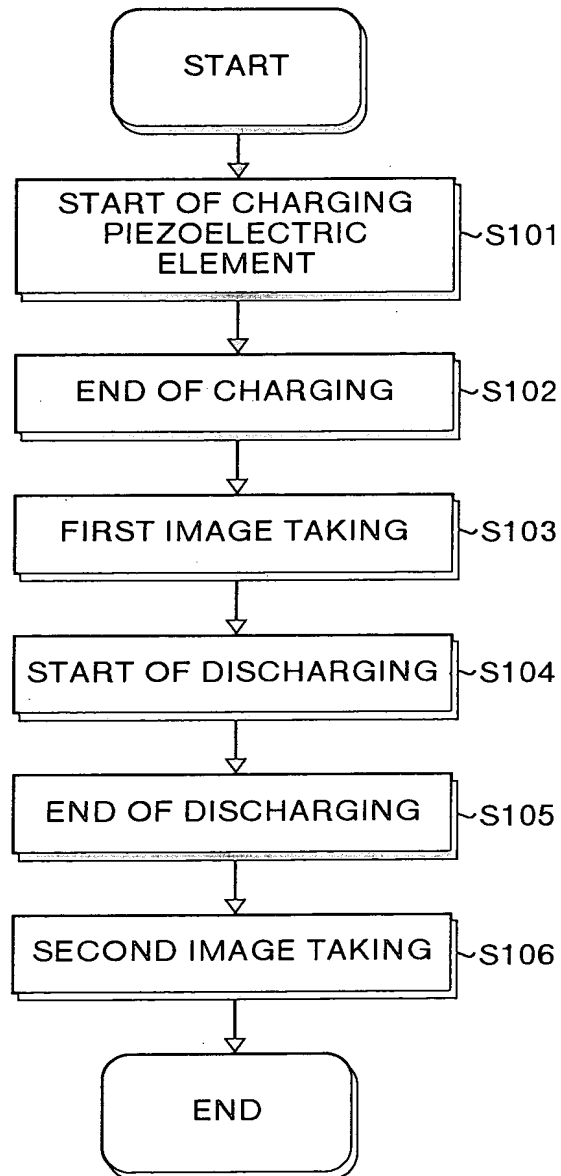 START
START OF CHARGING
PIEZOELECTRIC
ELEMENT
S101
END OF CHARGING
S102
FIRST IMAGE TAKING
S103
START OF DISCHARGING
S104
END OF DISCHARGING
S105
SECOND IMAGE TAKING
S106
END